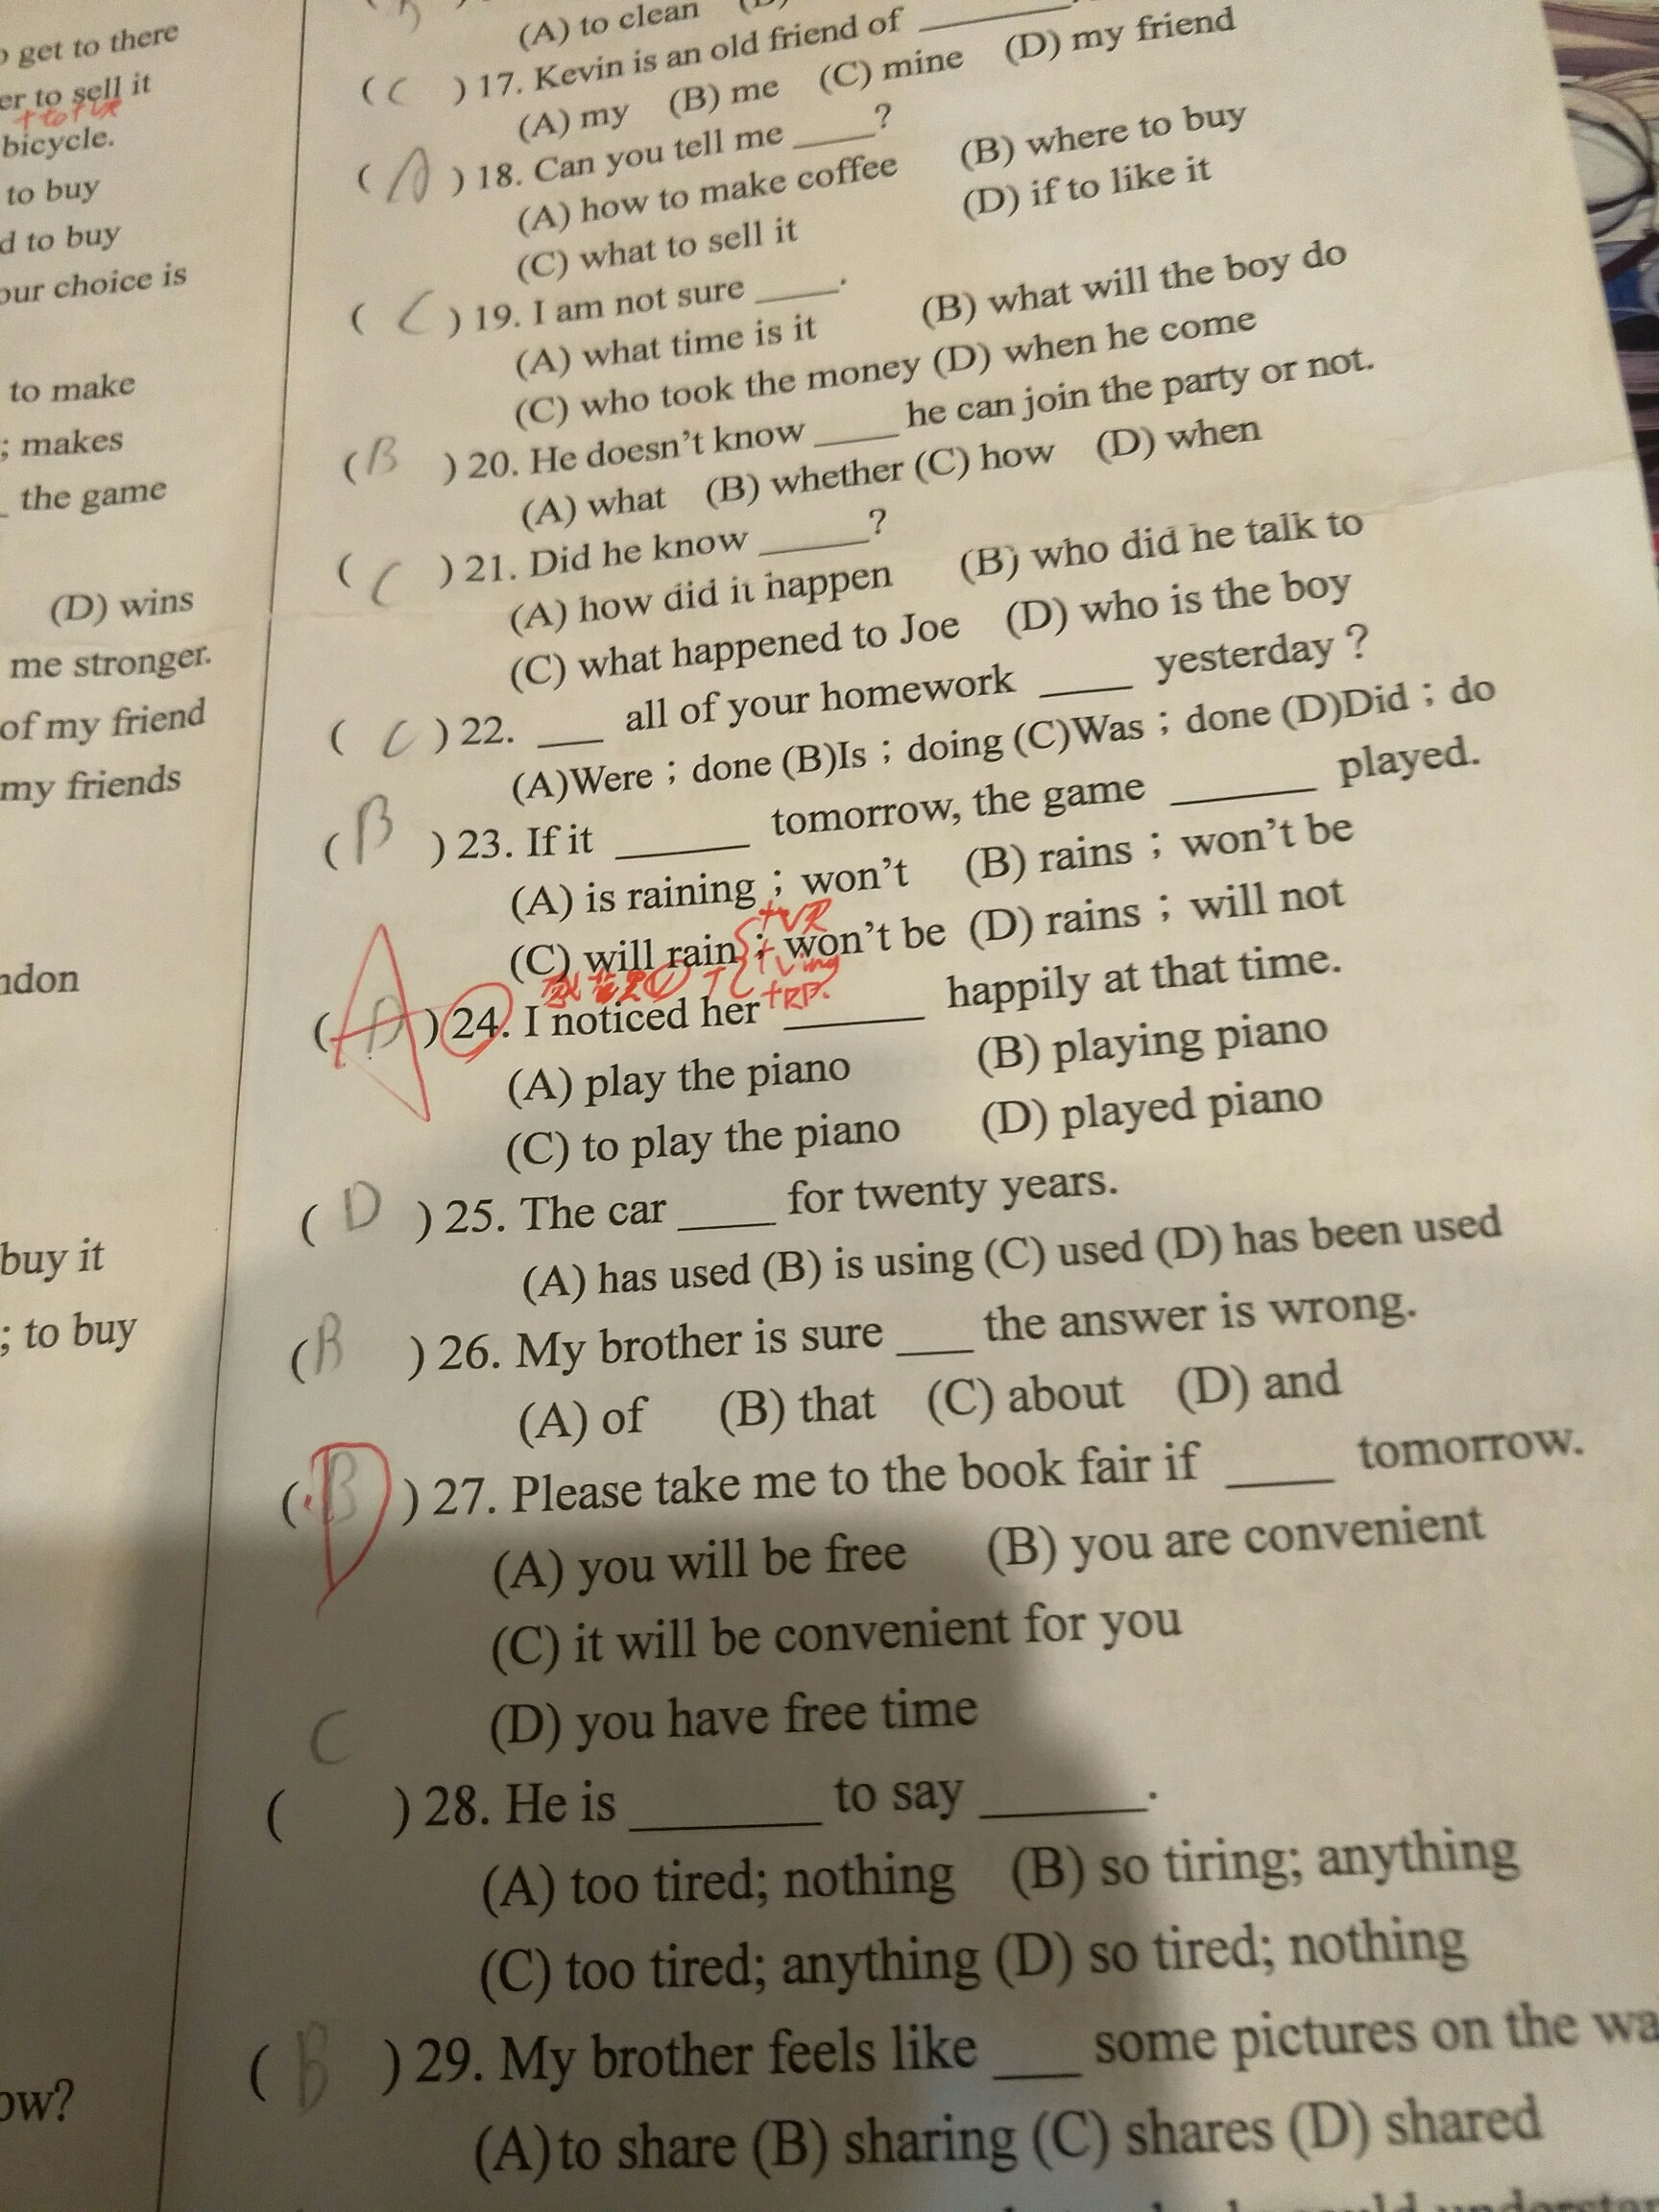 get to there
er to sell it
+ to + VR
bicycle.
to buy
d to buy
our choice is
to make
; makes
the game
(D) wins
me stronger.
of my friend
my friends
ndon
buy it
; to buy
ow?
(A) to clean
( C ) 17. Kevin is an old friend of ______.
(A) my (B) me (C) mine (D) my friend
( A ) 18. Can you tell me ____?
(A) how to make coffee (B) where to buy
(C) what to sell it (D) if to like it
( C ) 19. I am not sure ____.
(A) what time is it (B) what will the boy do
(C) who took the money (D) when he come
( B ) 20. He doesn't know ____ he can join the party or not.
(A) what (B) whether (C) how (D) when
( C ) 21. Did he know _____?
(A) how did it happen (B) who did he talk to
(C) what happened to Joe (D) who is the boy
( C ) 22. ___ all of your homework ____ yesterday?
(A)Were；done (B)Is；doing (C)Was；done (D)Did；do
( B ) 23. If it ______ tomorrow, the game ______ played.
(A) is raining；won't (B) rains；won't be
(C) will rain；won't be (D) rains；will not
+VR
+Ving
+P.P.
( A ) 24. I noticed her ______ happily at that time.
(A) play the piano (B) playing piano
(C) to play the piano (D) played piano
( D ) 25. The car ____ for twenty years.
(A) has used (B) is using (C) used (D) has been used
( B ) 26. My brother is sure ___ the answer is wrong.
(A) of (B) that (C) about (D) and
( B D ) 27. Please take me to the book fair if ____ tomorrow.
(A) you will be free (B) you are convenient
(C) it will be convenient for you
(D) you have free time
C
( ) 28. He is _______ to say ______.
(A) too tired; nothing (B) so tiring; anything
(C) too tired; anything (D) so tired; nothing
( B ) 29. My brother feels like ___ some pictures on the wa
(A)to share (B) sharing (C) shares (D) shared